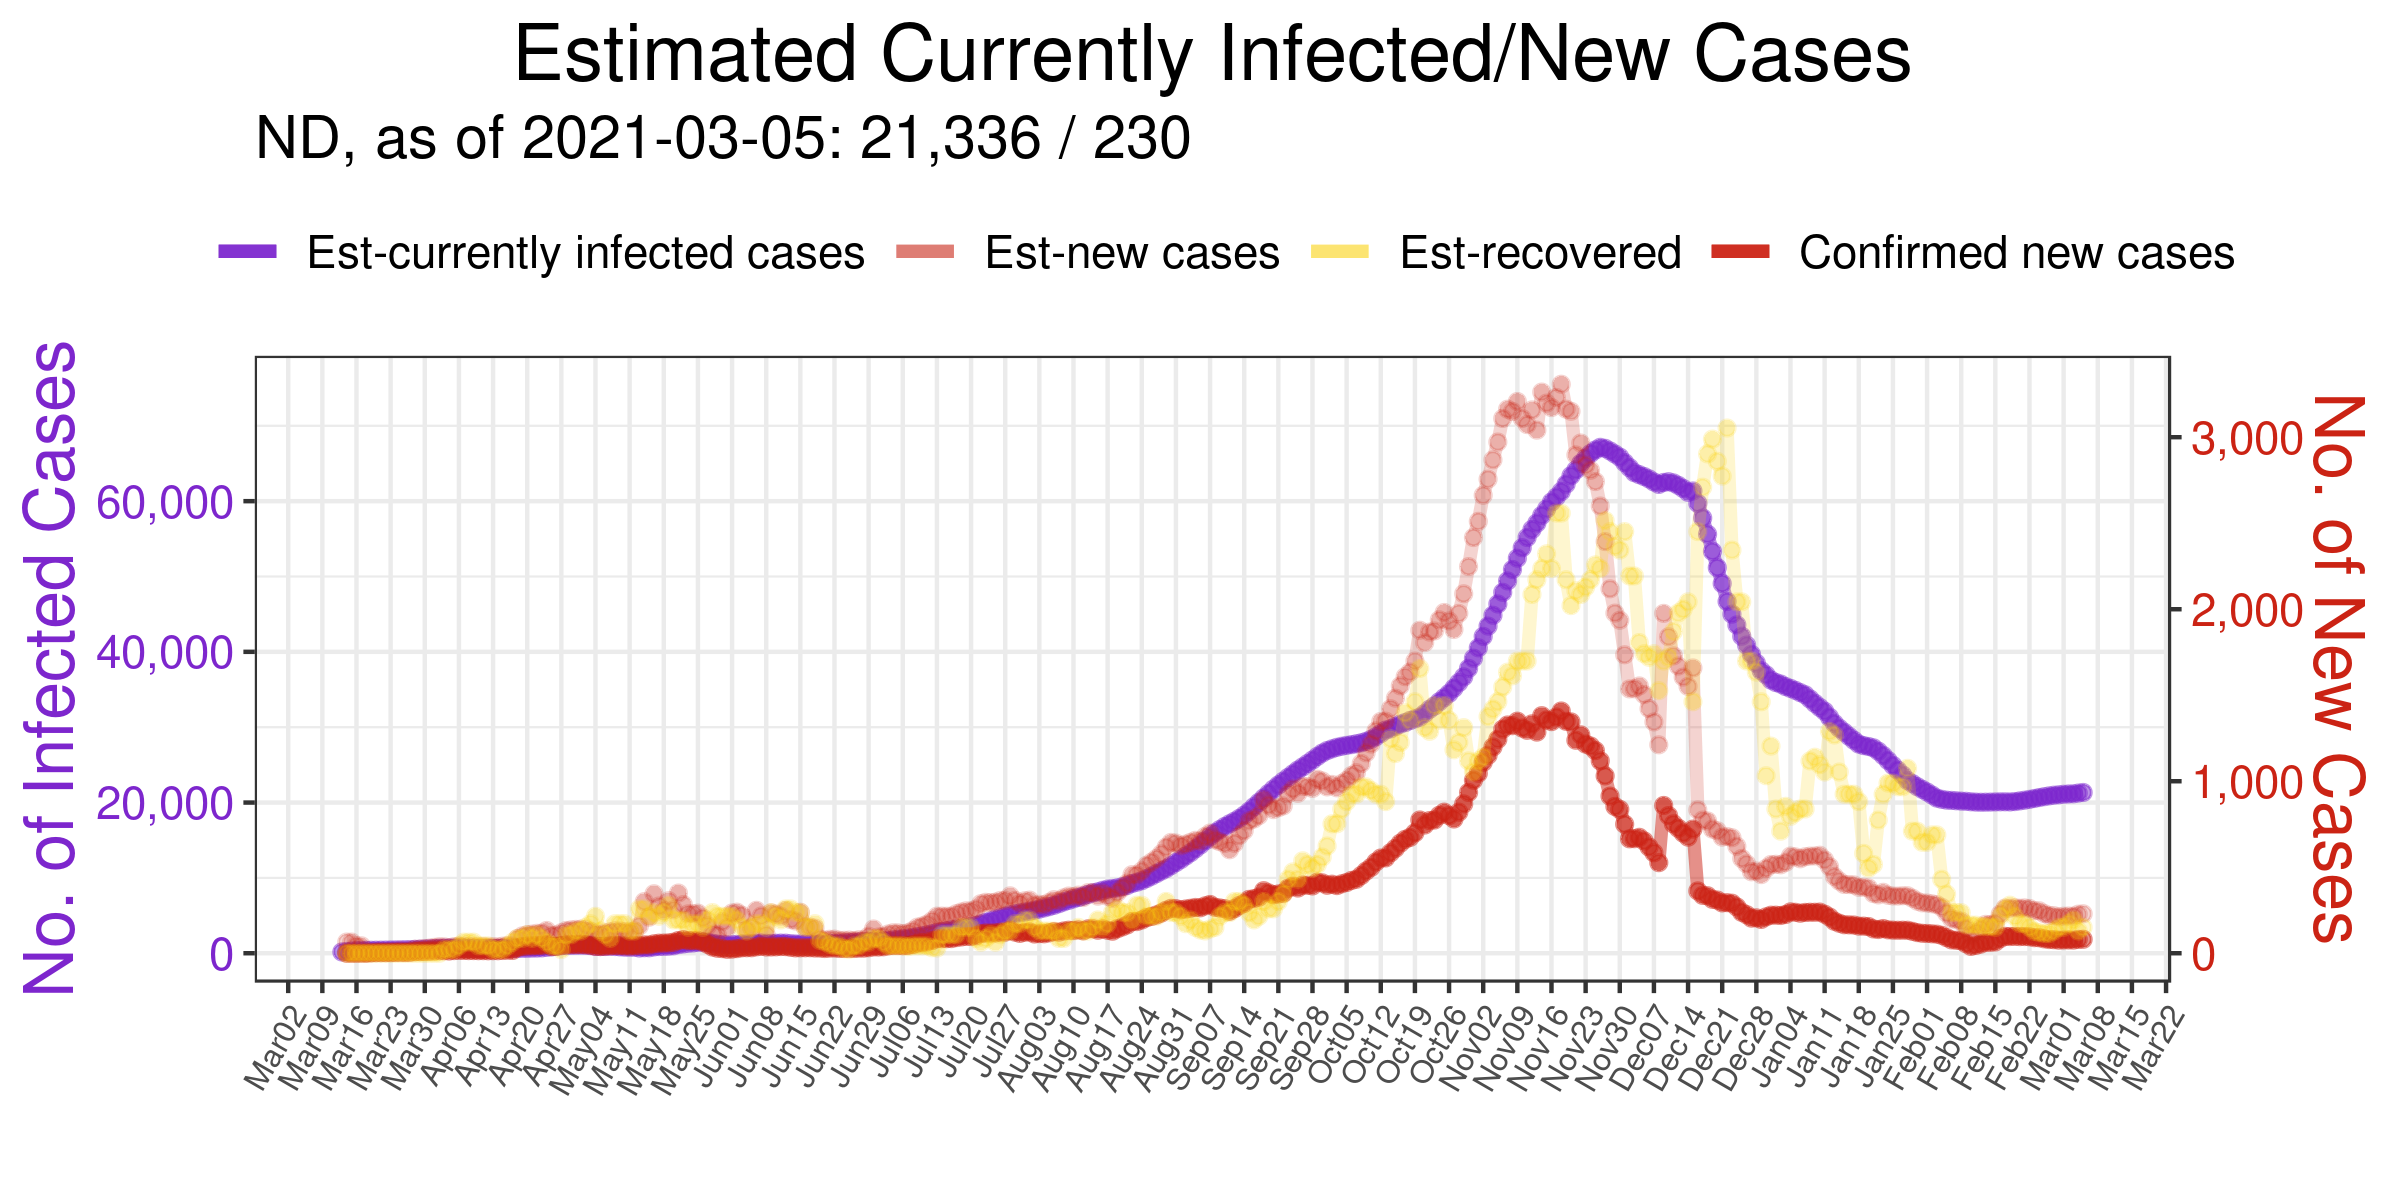 Estimated Currently Infected/New Cases
ND, as of 2021-03-05: 21,336 / 230
Est-currently infected cases
Est-new cases
Est-recovered
Confirmed new cases
No. of Infected Cases
60,000
40,000
20,000
0
3,000
2,000
1,000
0
No. of New Cases
Mar02
Mar09
Mar16
Mar23
Mar30
Apr06
Apr13
Apr20
Apr27
May04
May11
May18
May25
Jun01
Jun08
Jun15
Jun22
Jun29
Jul06
Jul13
Jul20
Jul27
Aug03
Aug10
Aug17
Aug24
Aug31
Sep07
Sep14
Sep21
Sep28
Oct05
Oct12
Oct19
Oct26
Nov02
Nov09
Nov16
Nov23
Nov30
Dec07
Dec14
Dec21
Dec28
Jan04
Jan11
Jan18
Jan25
Feb01
Feb08
Feb15
Feb22
Mar01
Mar08
Mar15
Mar22